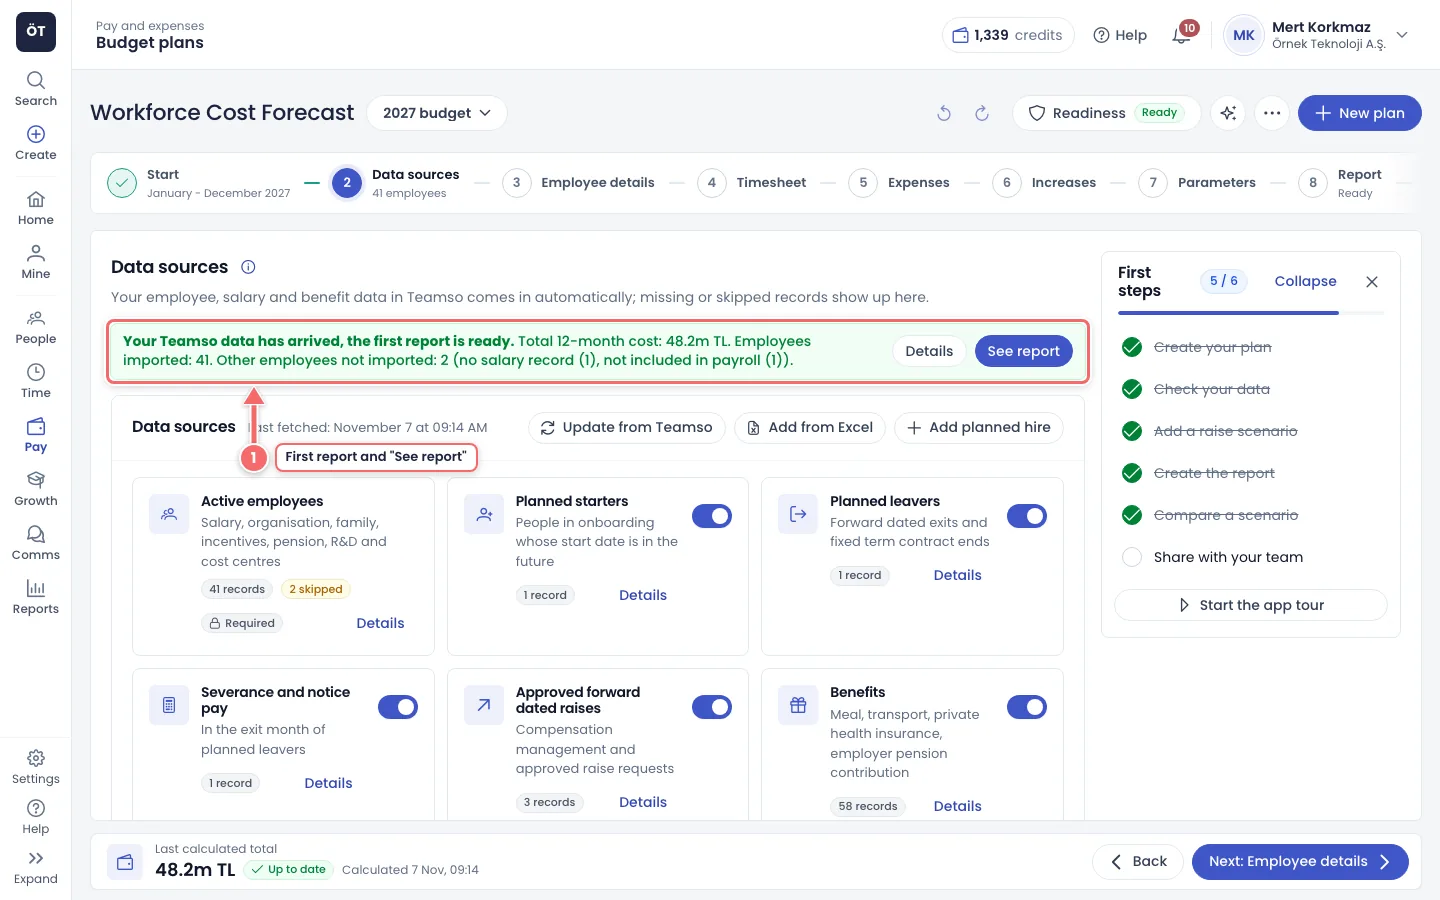 ÖT
Search
Create
Home
Mine
People
Time
Pay
Growth
Comms
Reports
Settings
Help
Expand
Pay and expenses
Budget plans
1,339 credits
Help
10
MK
Mert Korkmaz
Örnek Teknoloji A.Ş.
Workforce Cost Forecast
2027 budget
Readiness Ready
New plan
Start
January - December 2027
2
Data sources
41 employees
3 Employee details
4 Timesheet
5 Expenses
6 Increases
7 Parameters
8
Report
Ready
Data sources
Your employee, salary and benefit data in Teamso comes in automatically; missing or skipped records show up here.
Your Teamso data has arrived, the first report is ready. Total 12-month cost: 48.2m TL. Employees
imported: 41. Other employees not imported: 2 (no salary record (1), not included in payroll (1)).
Details
See report
Data sources
last fetched: November 7 at 09:14 AM
Update from Teamso
Add from Excel
Add planned hire
1
First report and "See report"
Active employees
Salary, organisation, family,
incentives, pension, R&D and
cost centres
41 records
2 skipped
Required
Details
Planned starters
People in onboarding
whose start date is in the
future
1 record
Details
Planned leavers
Forward dated exits and
fixed term contract ends
1 record
Details
Severance and notice
pay
In the exit month of
planned leavers
1 record
Details
Approved forward
dated raises
Compensation
management and
approved raise requests
3 records
Details
Benefits
Meal, transport, private
health insurance,
employer pension
contribution
58 records
Details
First
steps
5 / 6
Collapse
Create your plan
Check your data
Add a raise scenario
Create the report
Compare a scenario
Share with your team
Start the app tour
Last calculated total
48.2m TL
Up to date
Calculated 7 Nov, 09:14
Back
Next: Employee details